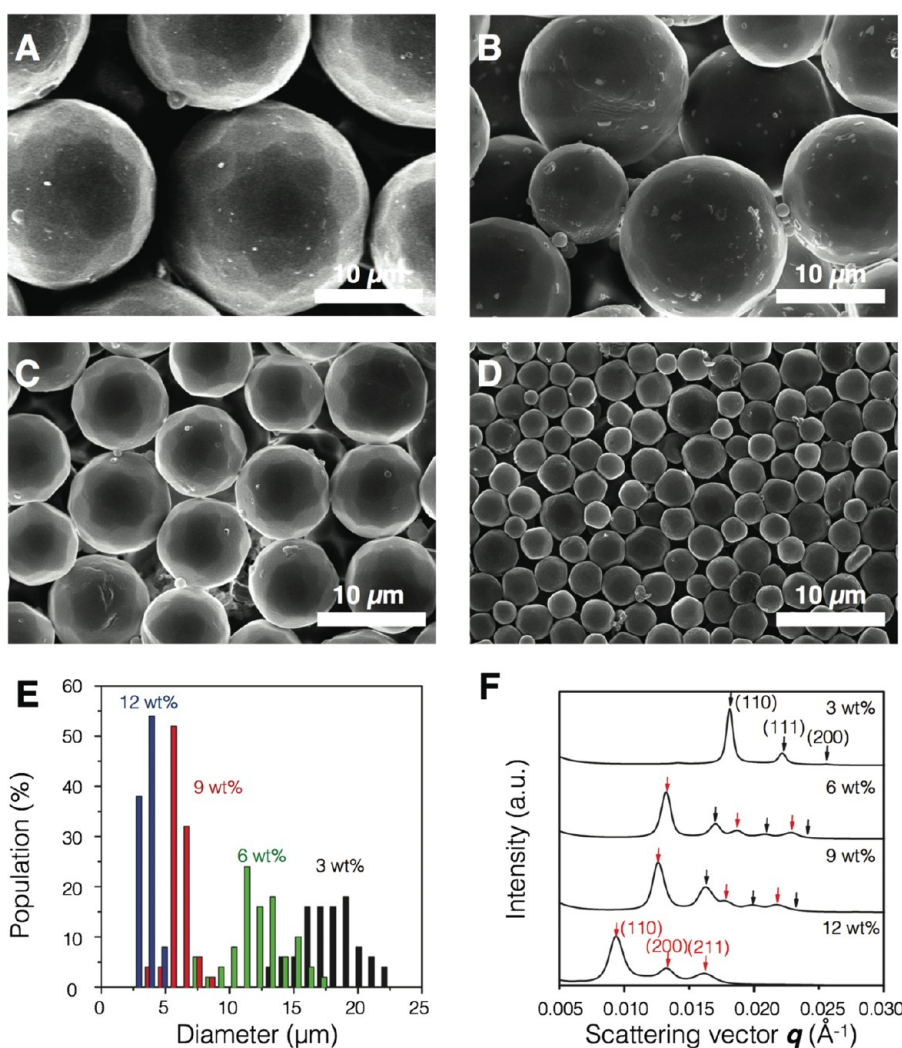 A
10 µm
B
10 µm
C
10 µm
D
10 µm
E
60
50
40
30
20
10
0
Population (%)
12 wt%
9 wt%
6 wt%
3 wt%
0 5 10 15 20 25
Diameter (µm)
F
Intensity (a.u.)
(110)
3 wt%
(111)
(200)
6 wt%
9 wt%
12 wt%
(110)
(200) (211)
0.005 0.010 0.015 0.020 0.025 0.030
Scattering vector q (Å-1)